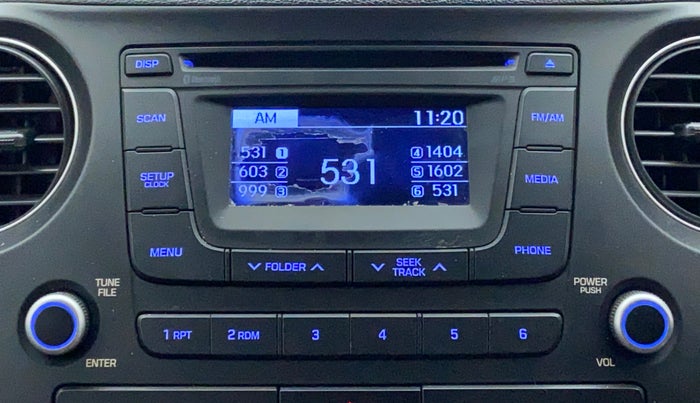 DISP
Bluetooth
MP3
SCAN
AM 11:20
FM/AM
531 1
4 1404
603 2
531
5 1602
999 3
6 531
SETUP
CLOCK
MEDIA
MENU
FOLDER
SEEK
TRACK
PHONE
TUNE
FILE
POWER
PUSH
1 RPT
2 RDM
3
4
5
6
ENTER
VOL